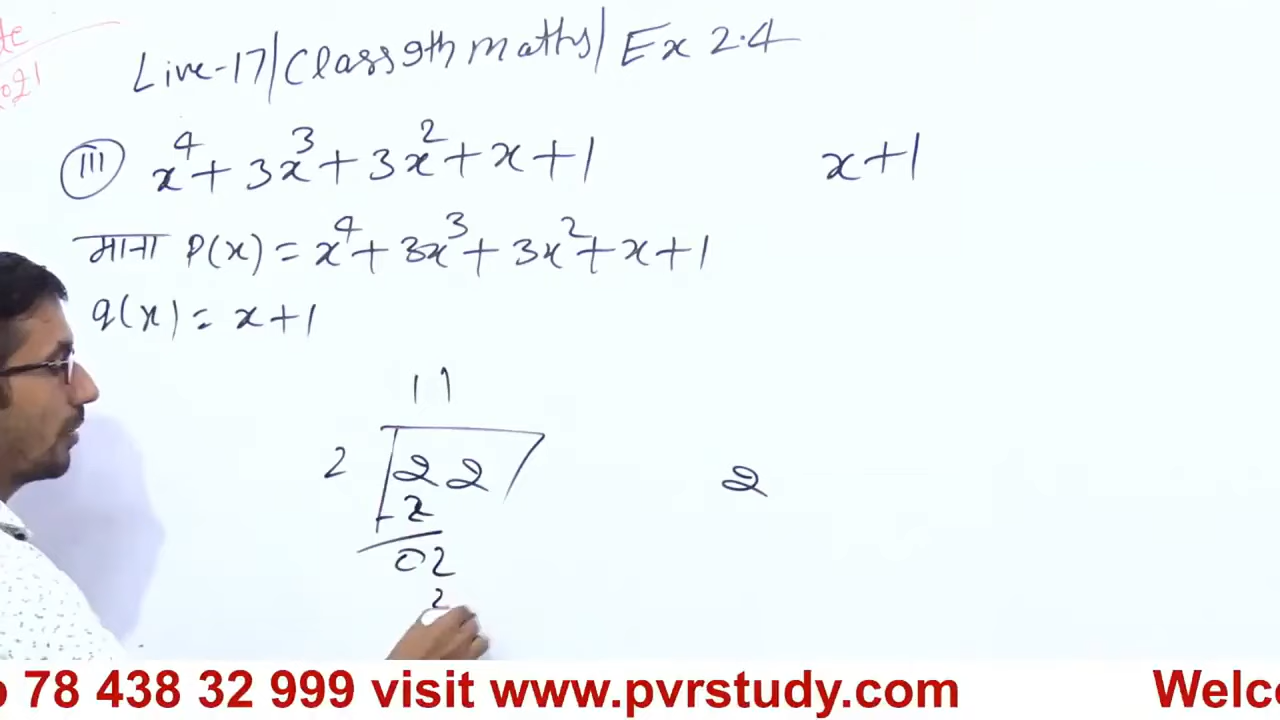 Live-17/Class 9th maths/Ex 2.4
(III) x⁴ + 3x³ + 3x² + x + 1 x+1
माना P(x) = x⁴ + 3x³ + 3x² + x + 1
q(x) = x+1
11
2 22 2
- 2
02
2
78 438 32 999 visit www.pvrstudy.com